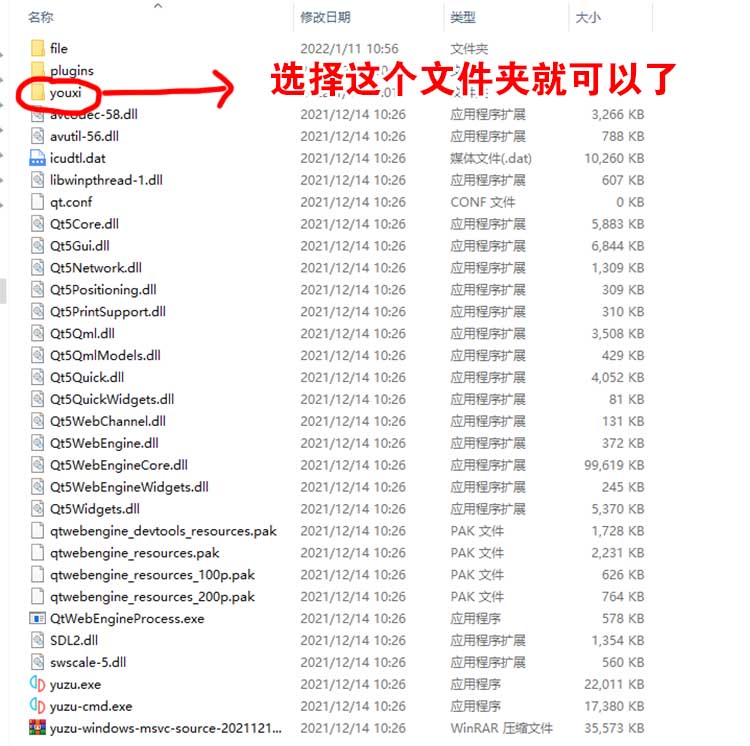 名称 修改日期 类型 大小
file 2022/1/11 10:56 文件夹
plugins
选择这个文件夹就可以了
youxi
avcodec-58.dll 2021/12/14 10:26 应用程序扩展 3,266 KB
avutil-56.dll 2021/12/14 10:26 应用程序扩展 788 KB
icudtl.dat 2021/12/14 10:26 媒体文件(.dat) 10,260 KB
libwinpthread-1.dll 2021/12/14 10:26 应用程序扩展 607 KB
qt.conf 2021/12/14 10:26 CONF 文件 0 KB
Qt5Core.dll 2021/12/14 10:26 应用程序扩展 5,883 KB
Qt5Gui.dll 2021/12/14 10:26 应用程序扩展 6,844 KB
Qt5Network.dll 2021/12/14 10:26 应用程序扩展 1,309 KB
Qt5Positioning.dll 2021/12/14 10:26 应用程序扩展 309 KB
Qt5PrintSupport.dll 2021/12/14 10:26 应用程序扩展 310 KB
Qt5Qml.dll 2021/12/14 10:26 应用程序扩展 3,508 KB
Qt5QmlModels.dll 2021/12/14 10:26 应用程序扩展 429 KB
Qt5Quick.dll 2021/12/14 10:26 应用程序扩展 4,052 KB
Qt5QuickWidgets.dll 2021/12/14 10:26 应用程序扩展 81 KB
Qt5WebChannel.dll 2021/12/14 10:26 应用程序扩展 131 KB
Qt5WebEngine.dll 2021/12/14 10:26 应用程序扩展 372 KB
Qt5WebEngineCore.dll 2021/12/14 10:26 应用程序扩展 99,619 KB
Qt5WebEngineWidgets.dll 2021/12/14 10:26 应用程序扩展 245 KB
Qt5Widgets.dll 2021/12/14 10:26 应用程序扩展 5,370 KB
qtwebengine_devtools_resources.pak 2021/12/14 10:26 PAK 文件 1,728 KB
qtwebengine_resources.pak 2021/12/14 10:26 PAK 文件 2,231 KB
qtwebengine_resources_100p.pak 2021/12/14 10:26 PAK 文件 626 KB
qtwebengine_resources_200p.pak 2021/12/14 10:26 PAK 文件 764 KB
QtWebEngineProcess.exe 2021/12/14 10:26 应用程序 578 KB
SDL2.dll 2021/12/14 10:26 应用程序扩展 1,354 KB
swscale-5.dll 2021/12/14 10:26 应用程序扩展 560 KB
yuzu.exe 2021/12/14 10:26 应用程序 22,011 KB
yuzu-cmd.exe 2021/12/14 10:26 应用程序 17,380 KB
yuzu-windows-msvc-source-2021121... 2021/12/14 10:26 WinRAR 压缩文件 35,573 KB